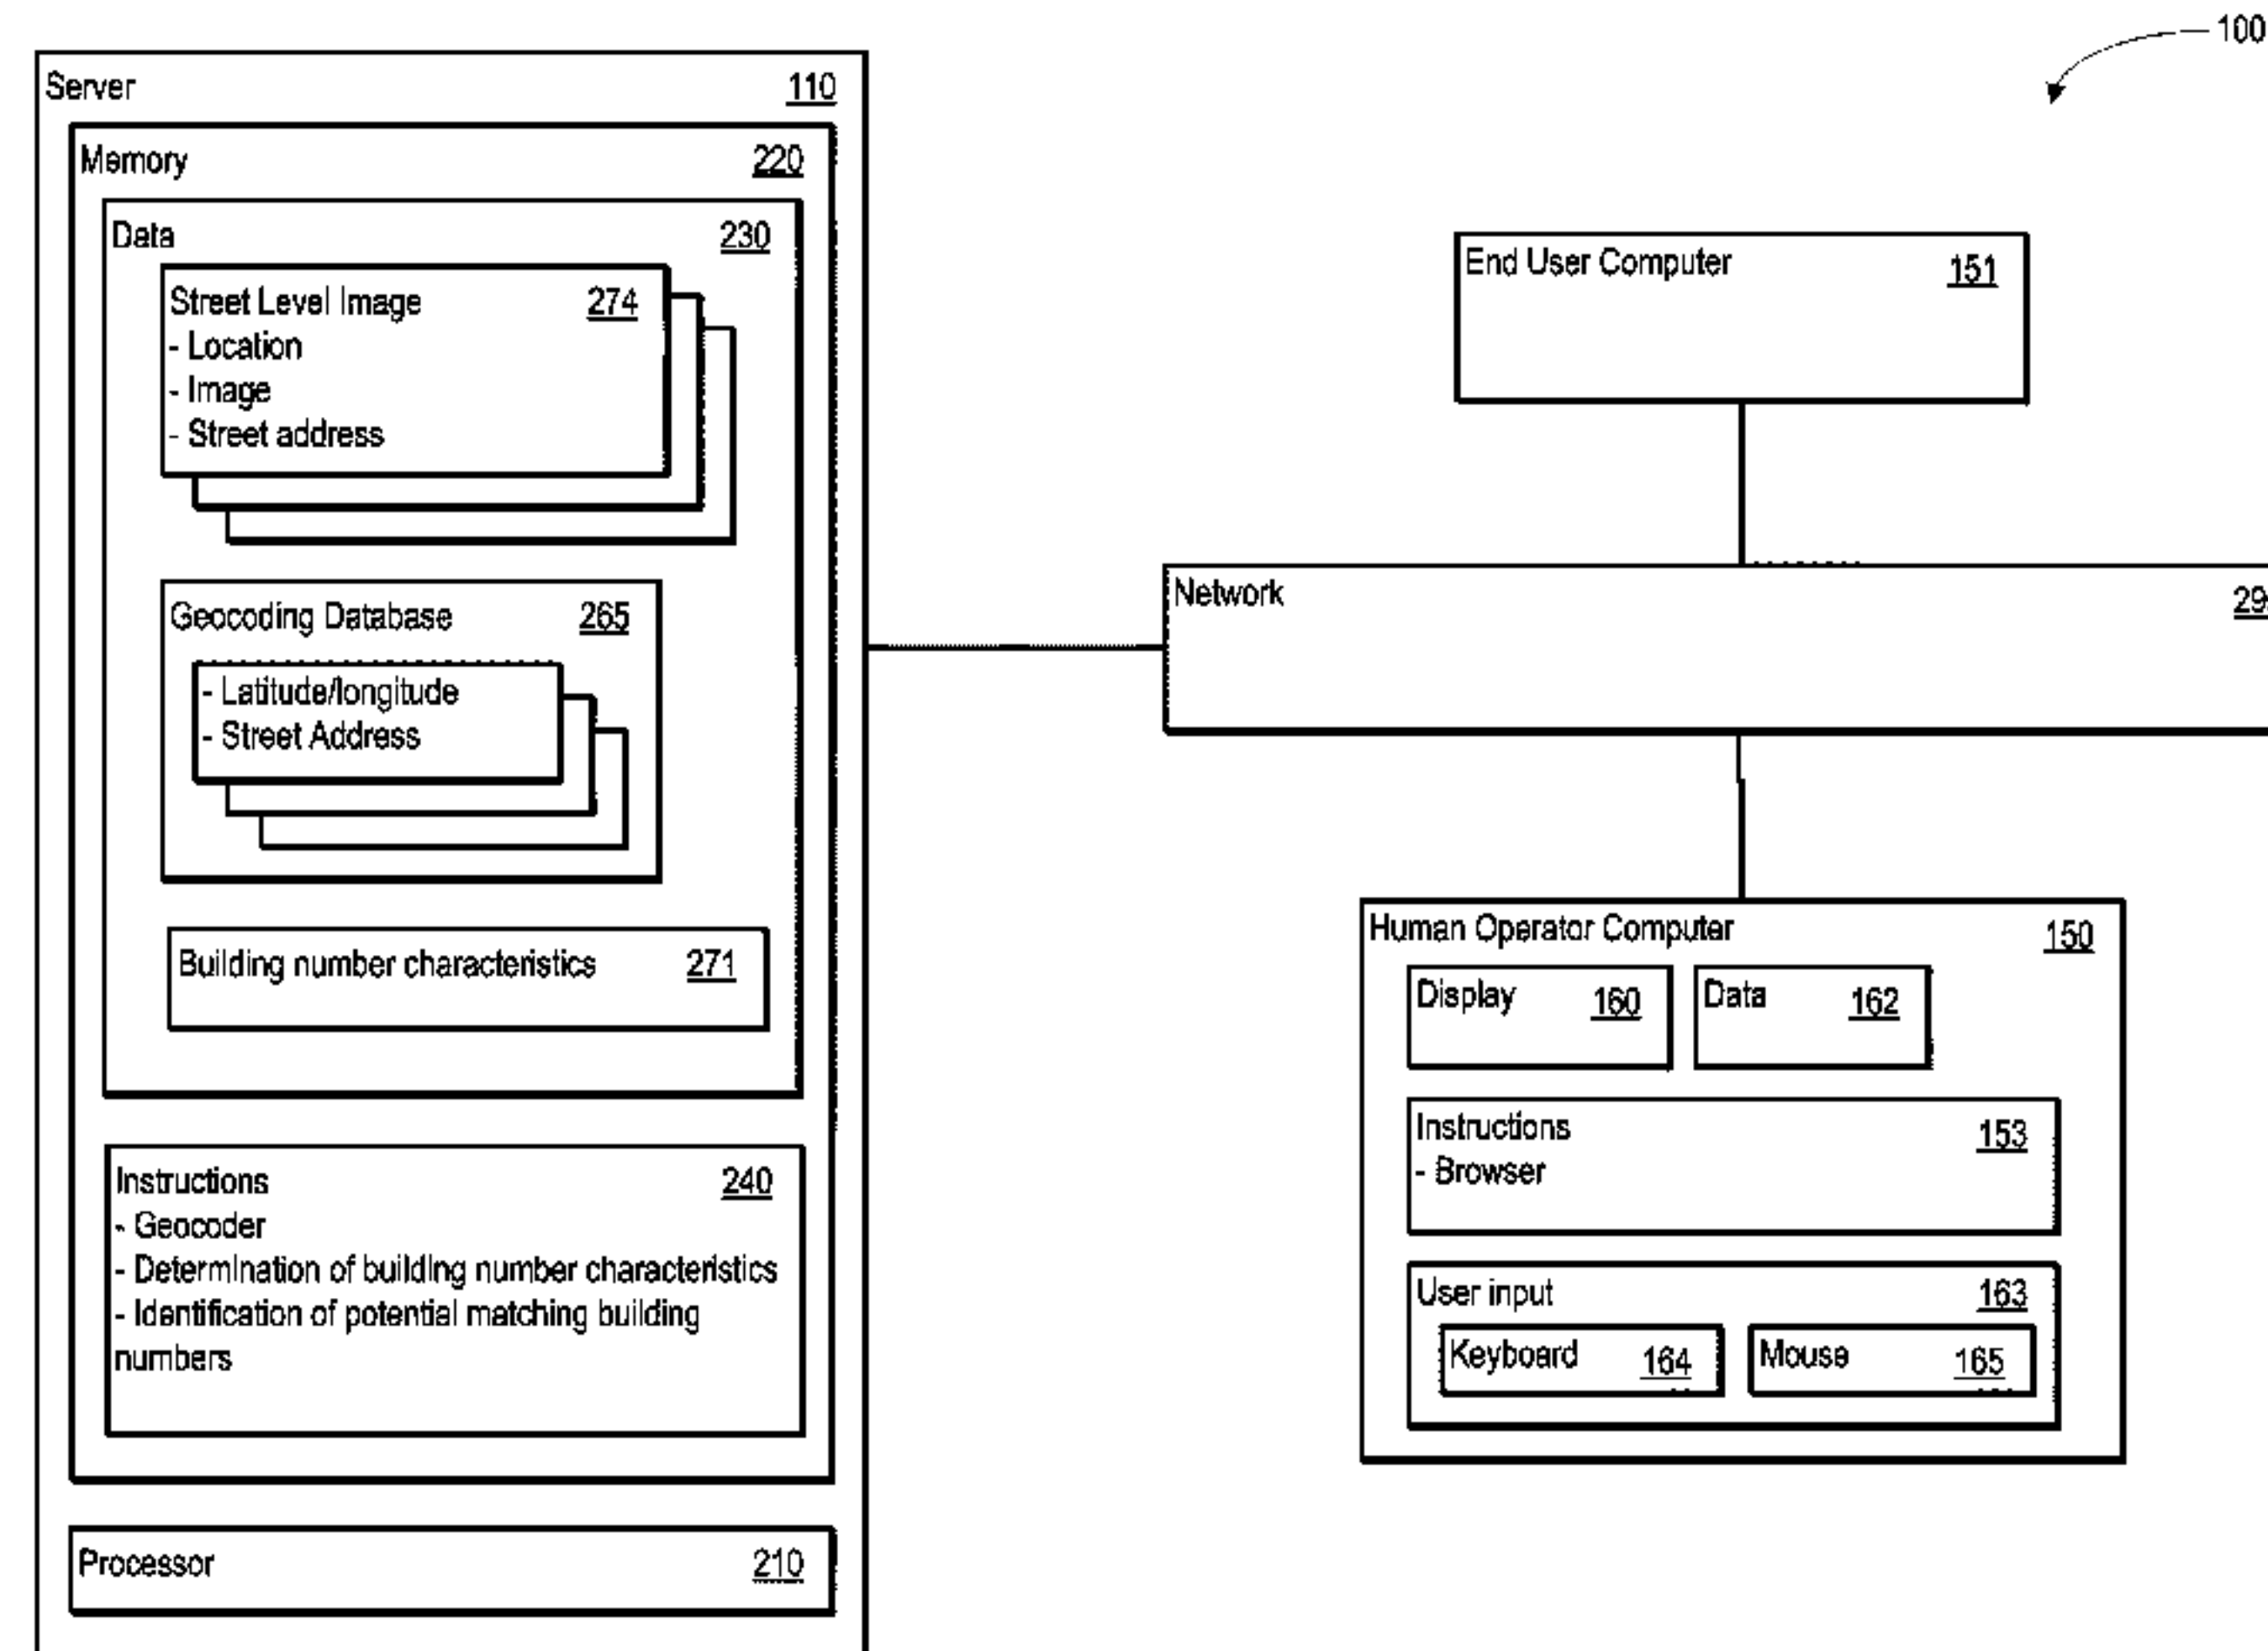 100
Server 110
Memory 220
Data 230
Street Level Image 274
- Location
- Image
- Street address
Geocoding Database 265
- Latitude/longitude
- Street Address
Building number characteristics 271
Instructions 240
- Geocoder
- Determination of building number characteristics
- Identification of potential matching building
numbers
Processor 210
End User Computer 151
Network
Human Operator Computer 150
Display 160
Data 162
Instructions 153
- Browser
User input 163
Keyboard 164
Mouse 165